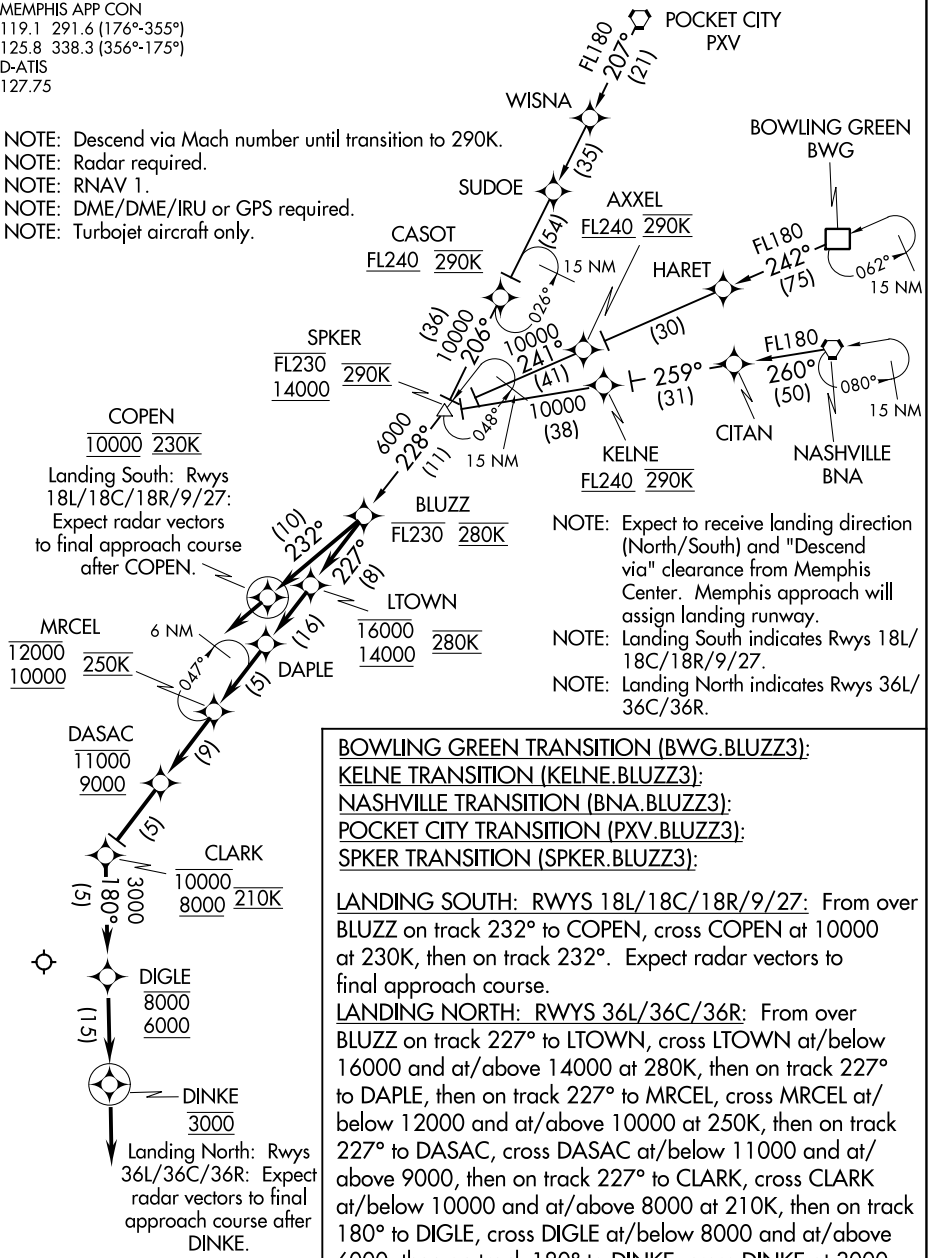 MEMPHIS APP CON
119.1 291.6 (176°-355°)
125.8 338.3 (356°-175°)
D-ATIS
127.75
NOTE: Descend via Mach number until transition to 290K.
NOTE: Radar required.
NOTE: RNAV 1.
NOTE: DME/DME/IRU or GPS required.
NOTE: Turbojet aircraft only.
POCKET CITY
PXV
FL180
207°
(21)
WISNA
(35)
SUDOE
(54)
BOWLING GREEN
BWG
FL180
242°
(75)
062°
15 NM
AXXEL
FL240 290K
HARET
(30)
CASOT
FL240 290K
15 NM
026°
(36)
10000
206°
10000
241°
(41)
FL180
260°
(50)
080°
15 NM
NASHVILLE
BNA
CITAN
259°
(31)
10000
(38)
KELNE
FL240 290K
SPKER
FL230
14000
290K
048°
15 NM
6000
228°
(11)
COPEN
10000 230K
Landing South: Rwys
18L/18C/18R/9/27:
Expect radar vectors
to final approach course
after COPEN.
BLUZZ
FL230 280K
(10)
232°
227°
(8)
LTOWN
16000
14000
280K
(16)
DAPLE
6 NM
047°
MRCEL
12000
10000
250K
(5)
DASAC
11000
9000
(9)
(5)
CLARK
10000
8000
210K
3000
180°
(5)
DIGLE
8000
6000
(15)
DINKE
3000
Landing North: Rwys
36L/36C/36R: Expect
radar vectors to final
approach course after
DINKE.
NOTE: Expect to receive landing direction
(North/South) and "Descend
via" clearance from Memphis
Center. Memphis approach will
assign landing runway.
NOTE: Landing South indicates Rwys 18L/
18C/18R/9/27.
NOTE: Landing North indicates Rwys 36L/
36C/36R.
BOWLING GREEN TRANSITION (BWG.BLUZZ3):
KELNE TRANSITION (KELNE.BLUZZ3):
NASHVILLE TRANSITION (BNA.BLUZZ3):
POCKET CITY TRANSITION (PXV.BLUZZ3):
SPKER TRANSITION (SPKER.BLUZZ3):
LANDING SOUTH: RWYS 18L/18C/18R/9/27: From over
BLUZZ on track 232° to COPEN, cross COPEN at 10000
at 230K, then on track 232°. Expect radar vectors to
final approach course.
LANDING NORTH: RWYS 36L/36C/36R: From over
BLUZZ on track 227° to LTOWN, cross LTOWN at/below
16000 and at/above 14000 at 280K, then on track 227°
to DAPLE, then on track 227° to MRCEL, cross MRCEL at/
below 12000 and at/above 10000 at 250K, then on track
227° to DASAC, cross DASAC at/below 11000 and at/
above 9000, then on track 227° to CLARK, cross CLARK
at/below 10000 and at/above 8000 at 210K, then on track
180° to DIGLE, cross DIGLE at/below 8000 and at/above
6000, then on track 180° to DINKE, cross DINKE at 3000